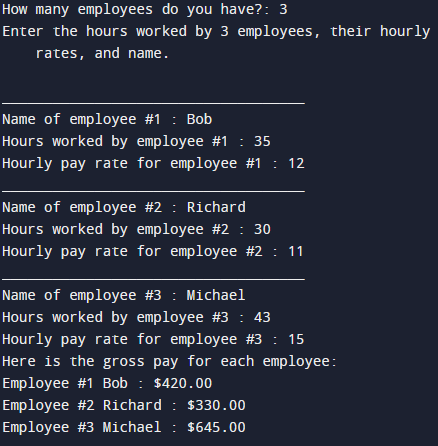 How many employees do you have?: 3
Enter the hours worked by 3 employees, their hourly
rates, and name.
____________________________________
Name of employee #1 : Bob
Hours worked by employee #1 : 35
Hourly pay rate for employee #1 : 12
____________________________________
Name of employee #2 : Richard
Hours worked by employee #2 : 30
Hourly pay rate for employee #2 : 11
____________________________________
Name of employee #3 : Michael
Hours worked by employee #3 : 43
Hourly pay rate for employee #3 : 15
Here is the gross pay for each employee:
Employee #1 Bob : $420.00
Employee #2 Richard : $330.00
Employee #3 Michael : $645.00